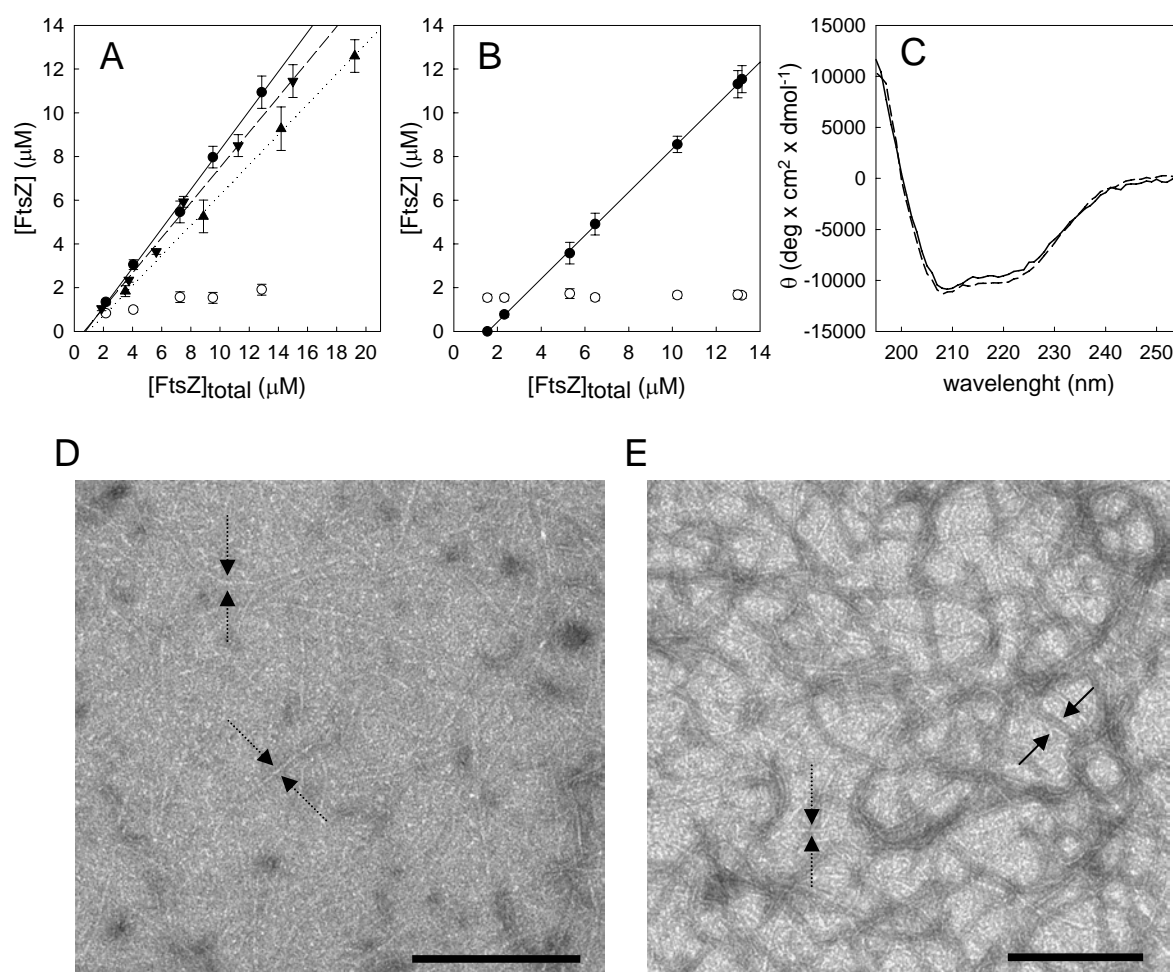 A
B
C
[FtsZ] (μM)
14
12
10
8
6
4
2
0
0 2 4 6 8 10 12 14 16 18 20
[FtsZ]total (μM)
14
12
10
8
6
4
2
0
0 2 4 6 8 10 12 14
[FtsZ]total (μM)
θ (deg x cm² x dmol⁻¹)
15000
10000
5000
0
-5000
-10000
-15000
200 210 220 230 240 250
wavelenght (nm)
D
E